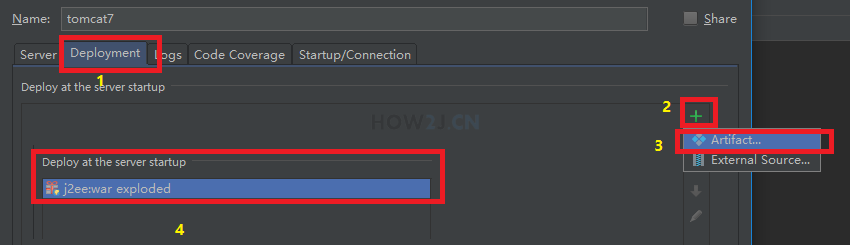 Name: tomcat7 Share
Server Deployment Logs Code Coverage Startup/Connection
1
Deploy at the server startup
2
HOW2J.CN
3 Artifact...
External Source...
Deploy at the server startup
j2ee:war exploded
4